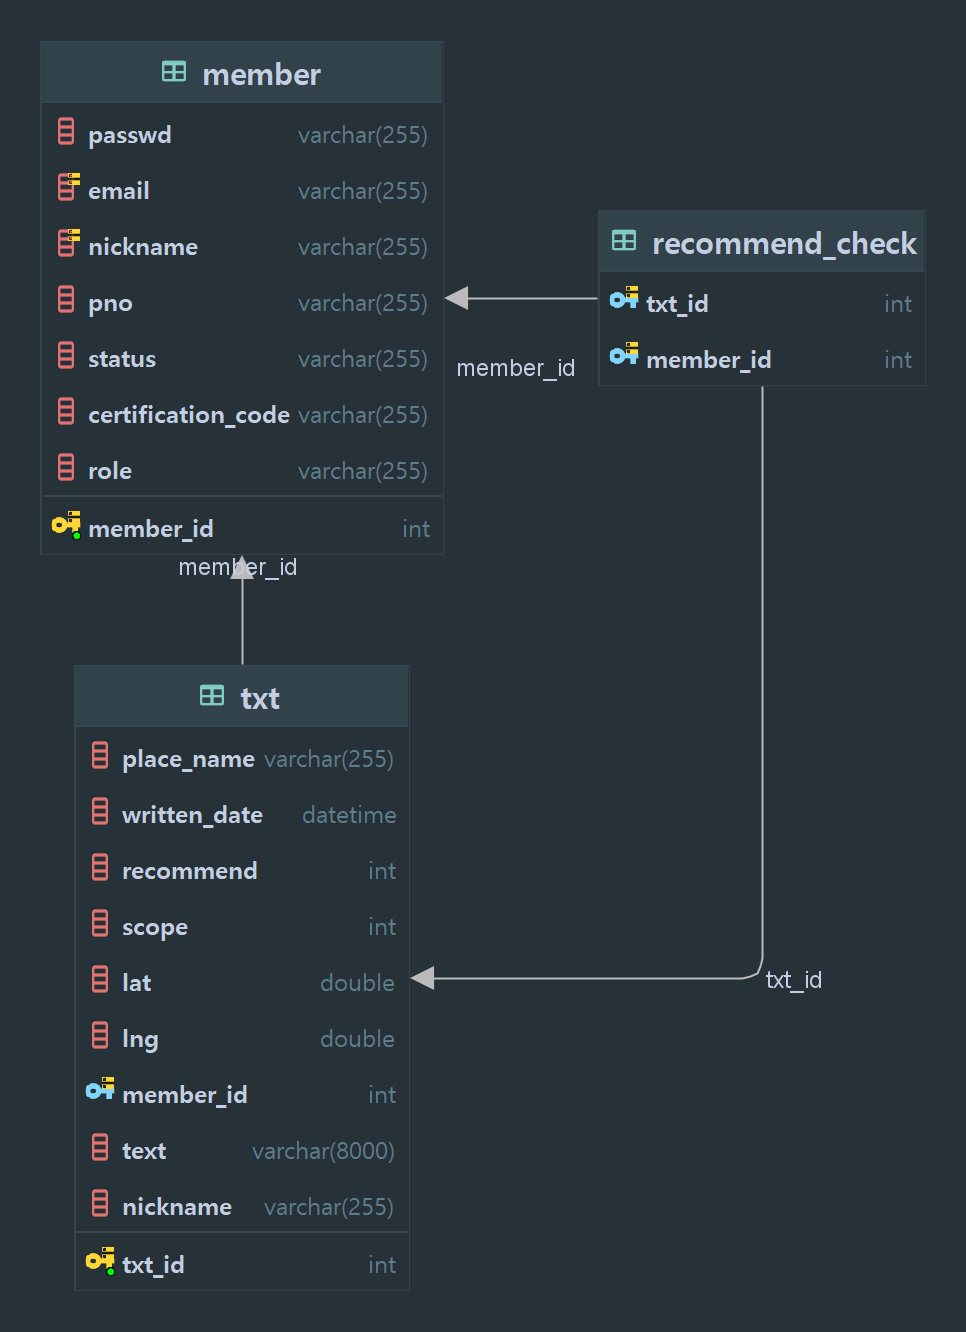 member
passwd varchar(255)
email varchar(255)
nickname varchar(255)
pno varchar(255)
status varchar(255)
certification_code varchar(255)
role varchar(255)
member_id int
recommend_check
txt_id int
member_id int
member_id
member_id
txt
place_name varchar(255)
written_date datetime
recommend int
scope int
lat double
lng double
member_id int
text varchar(8000)
nickname varchar(255)
txt_id int
txt_id